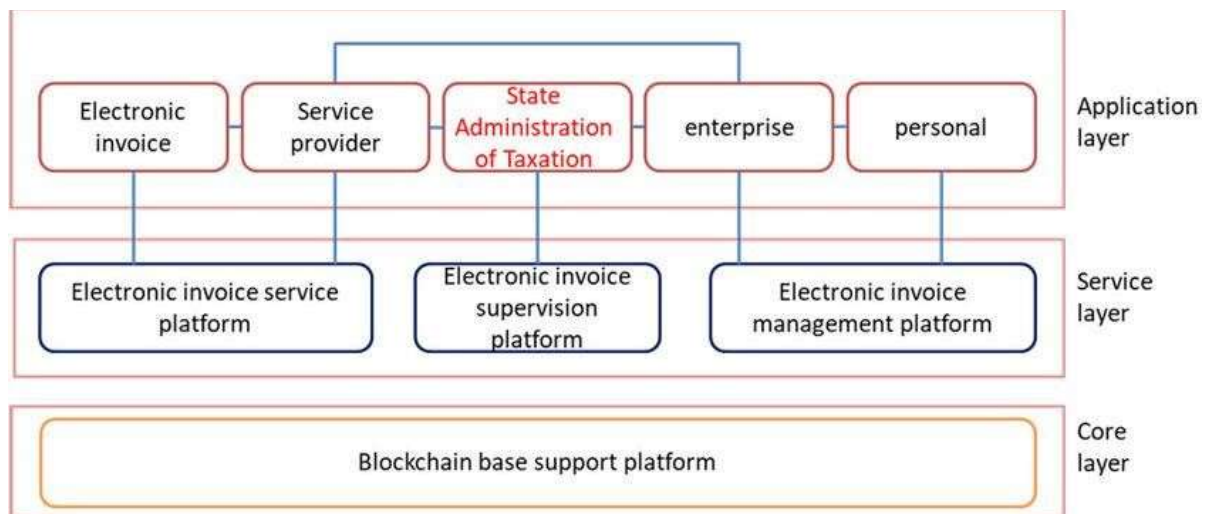 Electronic
invoice
Service
provider
State
Administration
of Taxation
enterprise
personal
Application
layer
Electronic invoice service
platform
Electronic invoice
supervision
platform
Electronic invoice
management platform
Service
layer
Blockchain base support platform
Core
layer